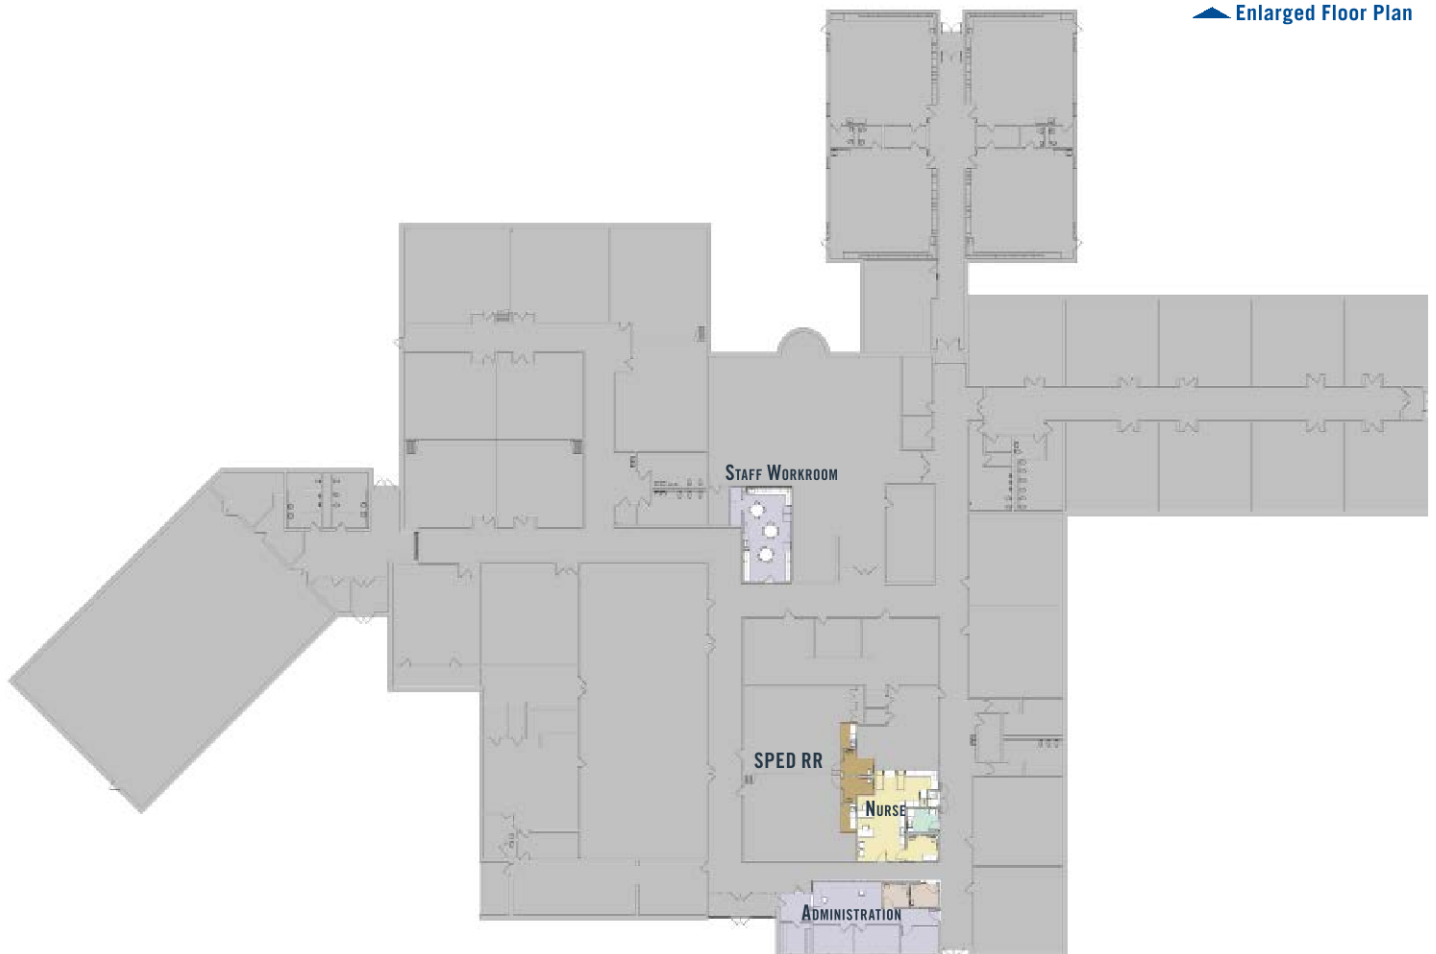 Enlarged Floor Plan
STAFF WORKROOM
SPED RR
NURSE
ADMINISTRATION